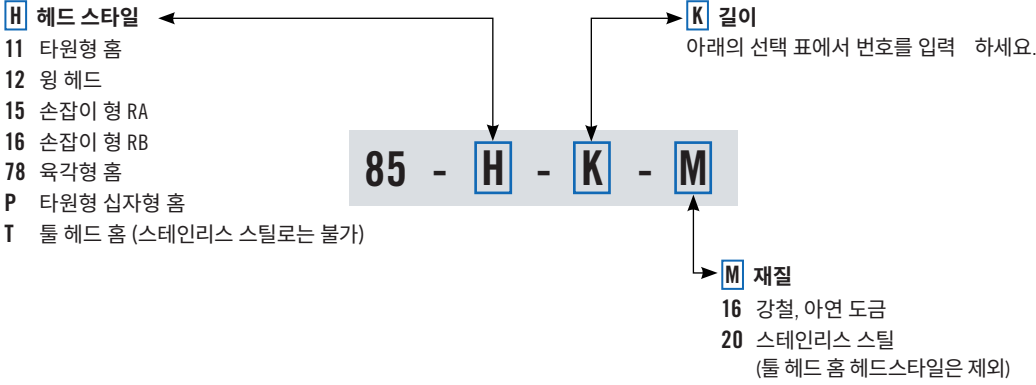 H 헤드 스타일
11 타원형 홈
12 윙 헤드
15 손잡이 형 RA
16 손잡이 형 RB
78 육각형 홈
P 타원형 십자형 홈
T 툴 헤드 홈 (스테인리스 스틸로는 불가)
K 길이
아래의 선택 표에서 번호를 입력 하세요.
85 - H - K - M
M 재질
16 강철, 아연 도금
20 스테인리스 스틸
(툴 헤드 홈 헤드스타일은 제외)